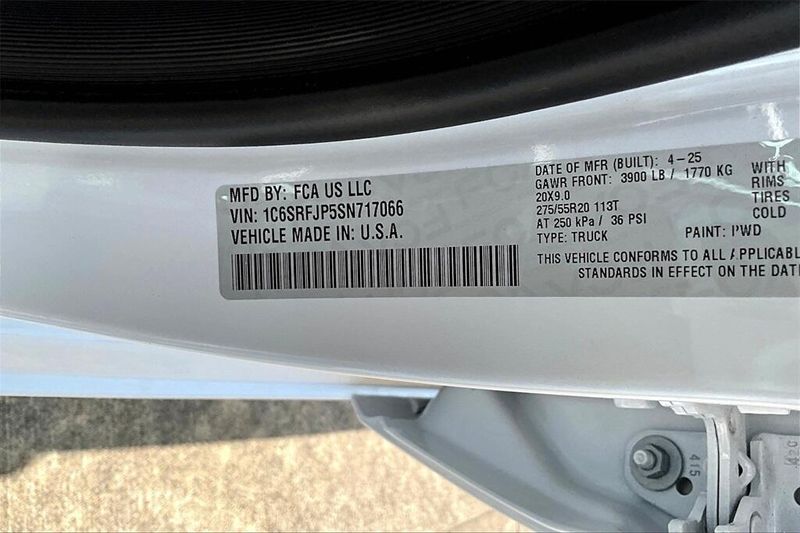 MFD BY: FCA US LLC
VIN: 1C6SRFJP5SN717066
VEHICLE MADE IN: U.S.A.
DATE OF MFR (BUILT): 4-25
GAWR FRONT: 3900 LB / 1770 KG WITH
20X9.0 RIMS
275/55R20 113T TIRES
AT 250 kPa / 36 PSI COLD
TYPE: TRUCK PAINT: PWD
THIS VEHICLE CONFORMS TO ALL APPLICABL
STANDARDS IN EFFECT ON THE DAT
415